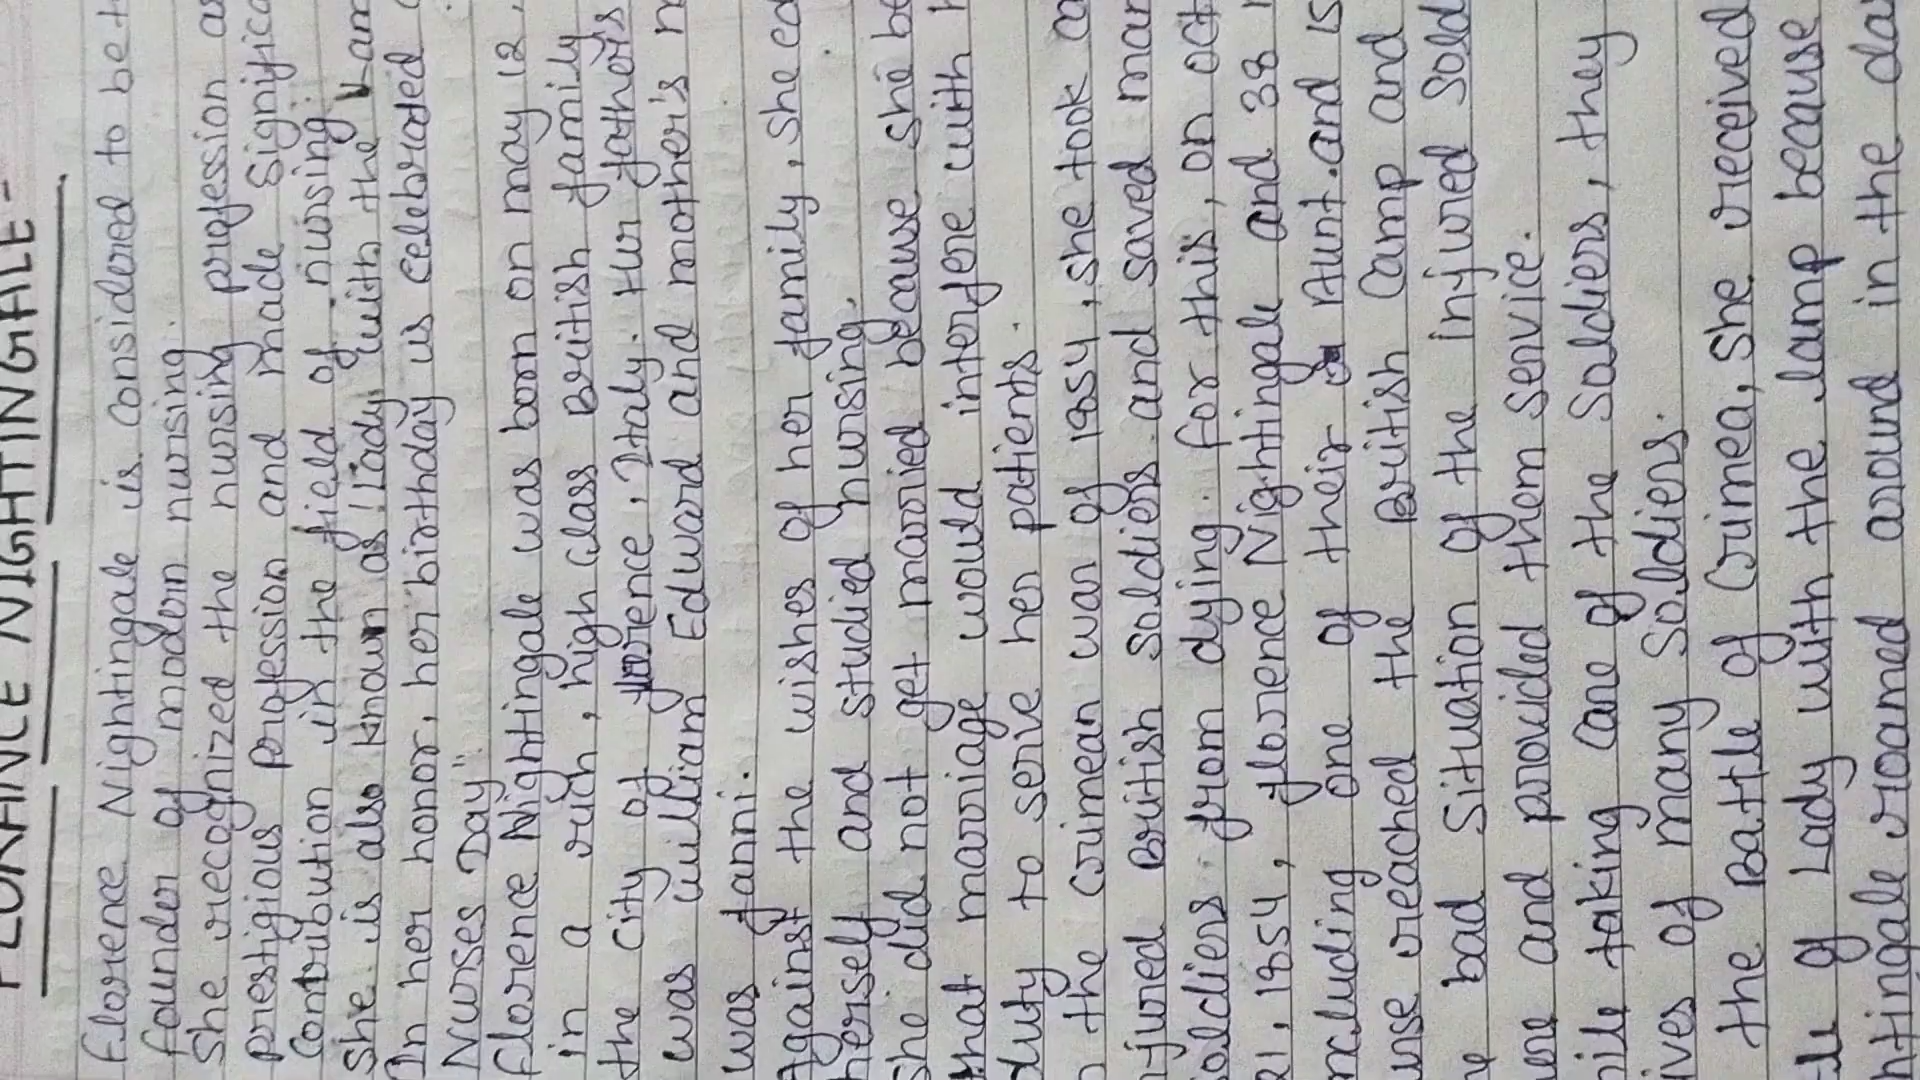 FLORANCE NIGHTINGALE -
Florence Nightingale is considered to be
founder of modern nursing.
She recognized the nursing profession as
prestigious profession and made
Contribution in the field of nursing.
She is also known as Lady with the
In her honor, her birthday is celebrated
Nurses Day"
Florence Nightingale was born on may 12,
in a rich, high class British family
the city of florence, Italy. Her father's
was william Edward and mother's
was fanni.
Against the wishes of her family, she
herself and studied nursing.
She did not get married because she
that marriage would interfere with
duty to serve her patients.
the crimean war of 1854, she took
British soldiers and saved
soldiers from dying. for this, on oct
21, 1854, florence Nightingale and 38
one of their Aunt. and 15
reached the British Camp and
bad situation of the injured
and provided them service.
taking care of the soldiers, they
of many soldiers.
the Battle of Crimea, she received
of Lady with the lamp because
roamed around in the